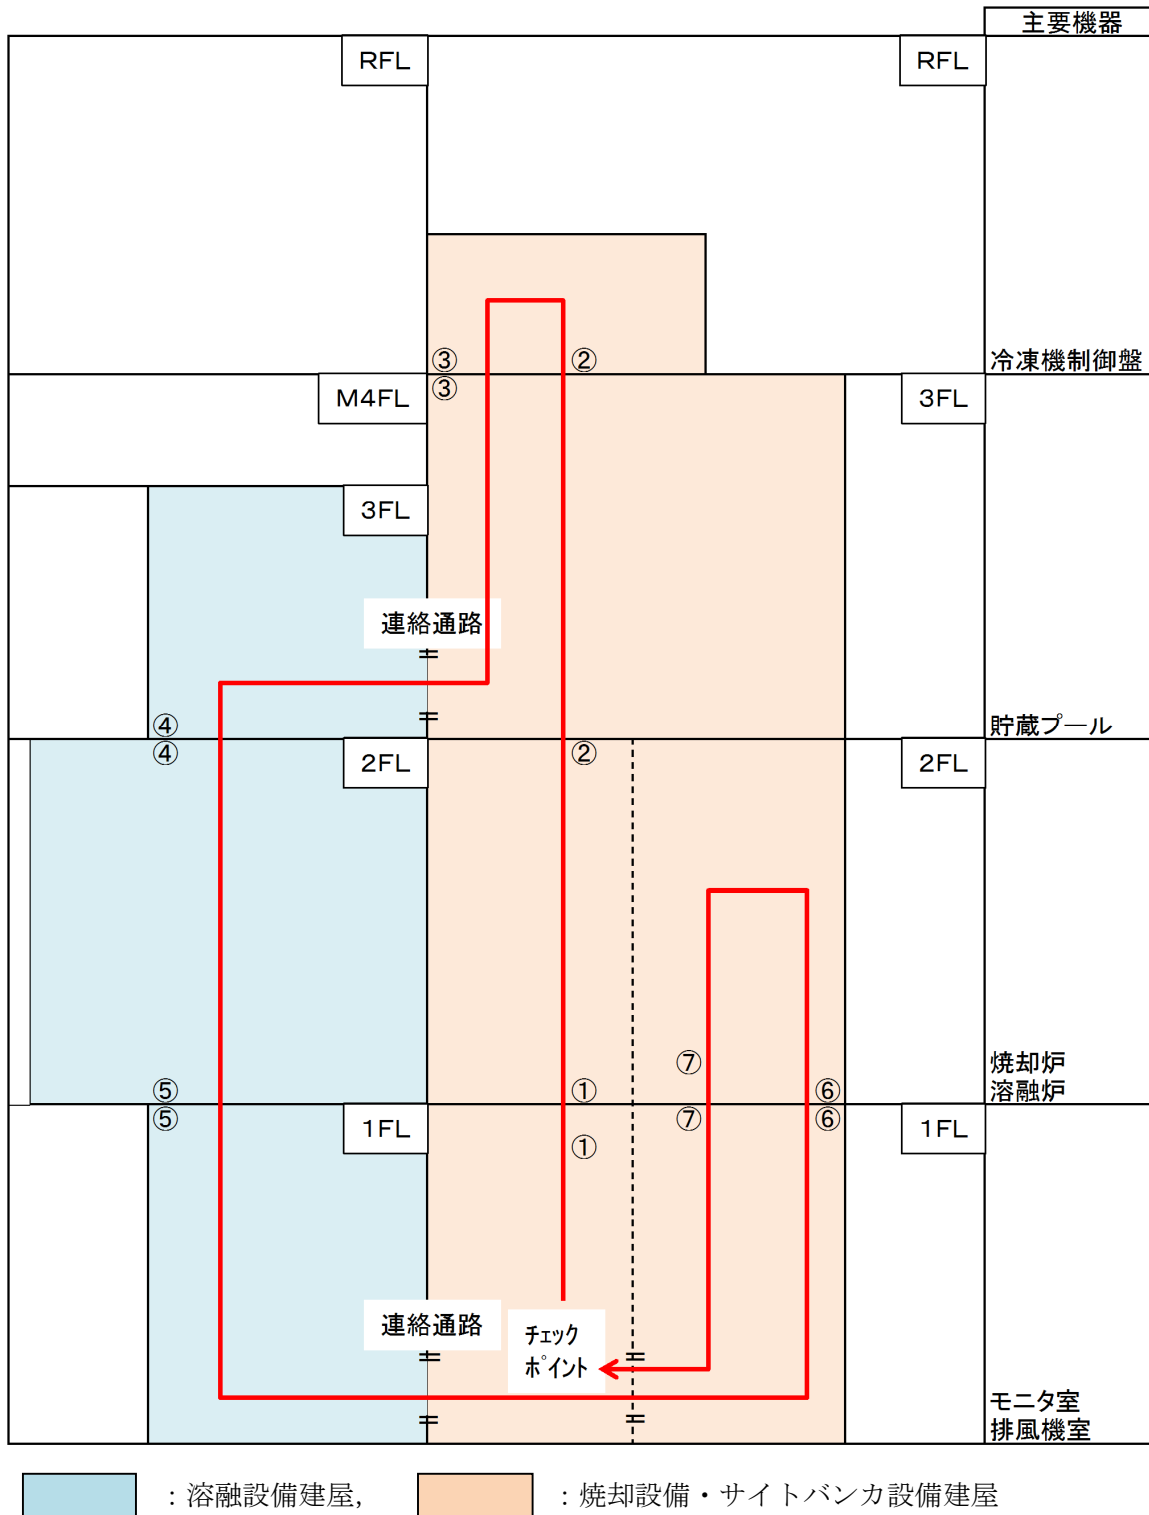 主要機器
RFL
RFL
③
②
冷凍機制御盤
③
M4FL
3FL
3FL
連絡通路
④
貯蔵プール
④
2FL
②
2FL
⑦
焼却炉
⑤
①
⑥
溶融炉
⑤
1FL
①
⑦
⑥
1FL
連絡通路
チェック
ポイント
モニタ室
排風機室
：溶融設備建屋,
：焼却設備・サイトバンカ設備建屋